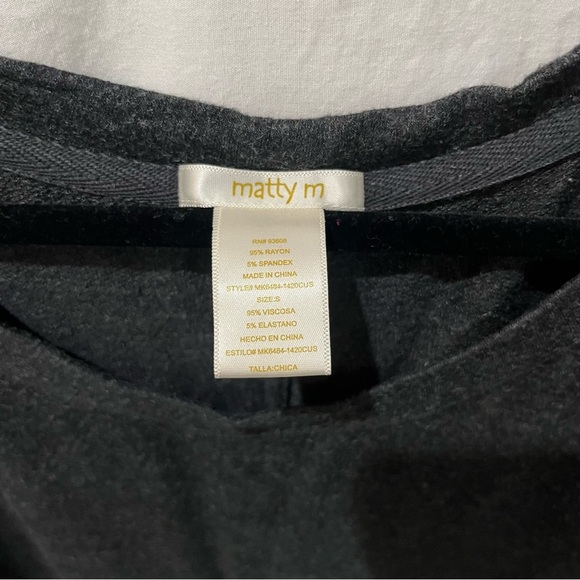 matty m
RN# 93608
95% RAYON
5% SPANDEX
MADE IN CHINA
STYLE# MK6484-1420CUS
SIZE:S
95% VISCOSA
5% ELASTANO
HECHO EN CHINA
ESTILO# MK6484-1420CUS
TALLA:CHICA